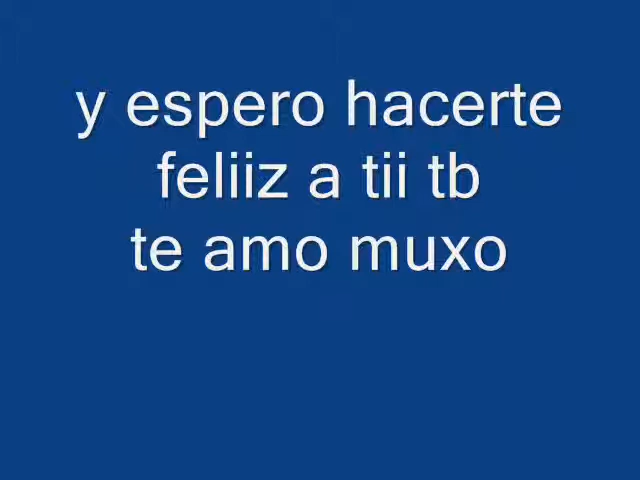 y espero hacerte
feliiz a tii tb
te amo muxo